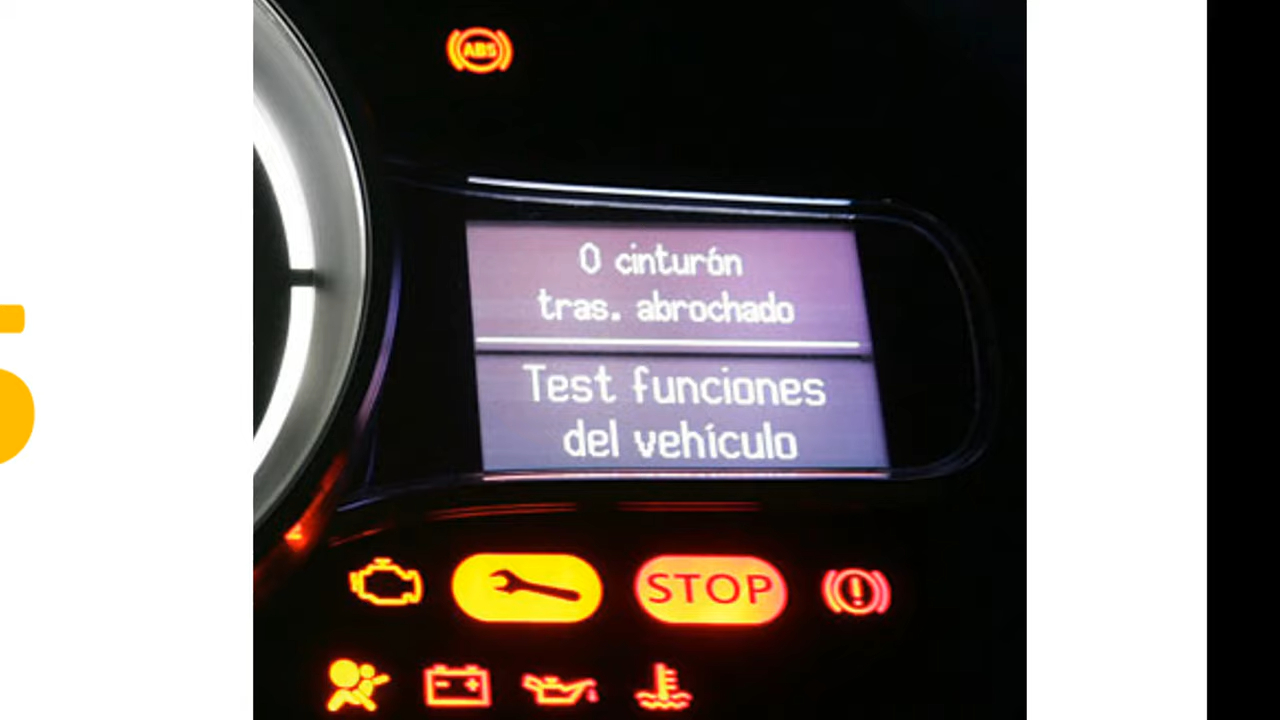 ABS
0 cinturón
tras. abrochado
Test funciones
del vehículo
STOP